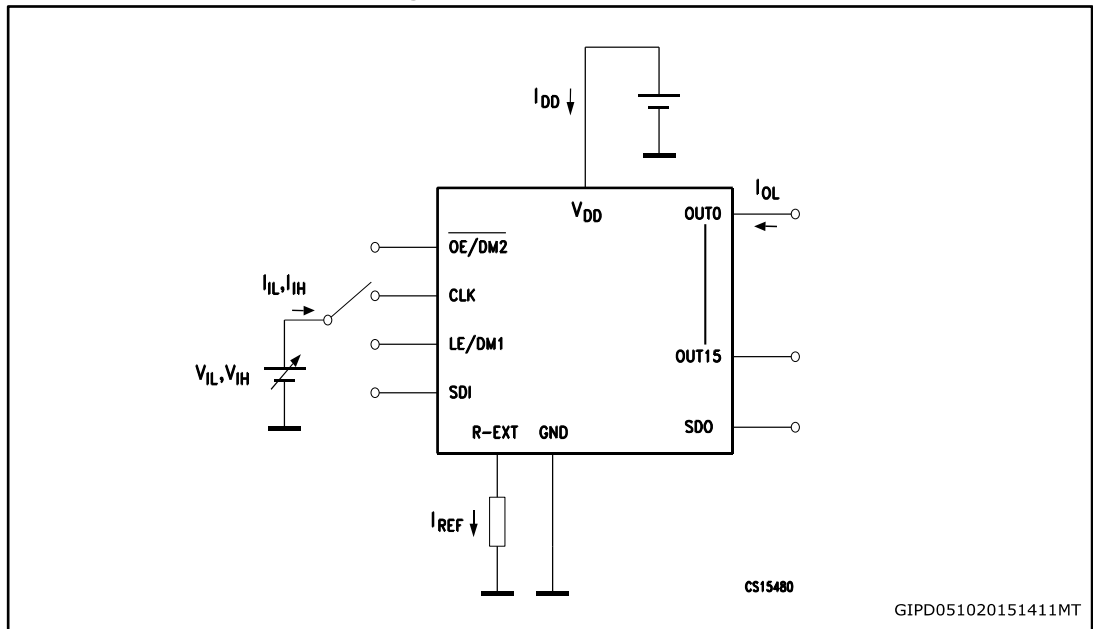 I_DD
V_DD
I_OL
OUT0
OE/DM2
I_IL,I_IH
CLK
LE/DM1
OUT15
V_IL,V_IH
SDI
SDO
R-EXT GND
I_REF
CS15480
GIPD051020151411MT